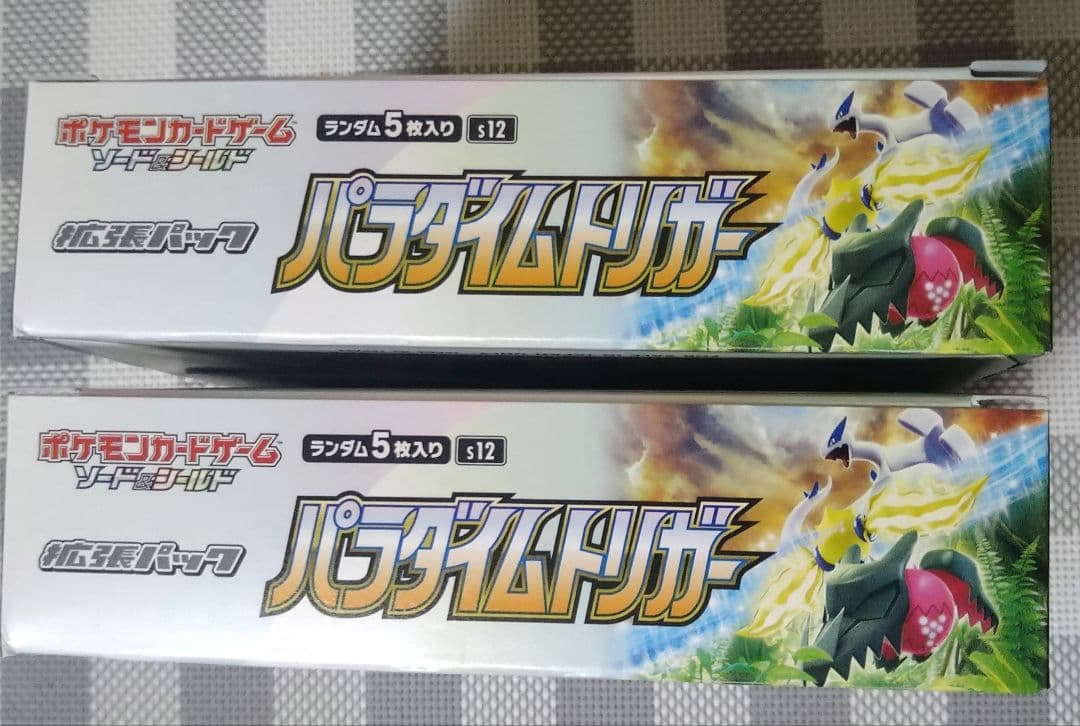 ポケモンカードゲーム
ソード&シールド
ランダム5枚入り s12
拡張パック
パラダイムトリガー
ポケモンカードゲーム
ソード&シールド
ランダム5枚入り s12
拡張パック
パラダイムトリガー